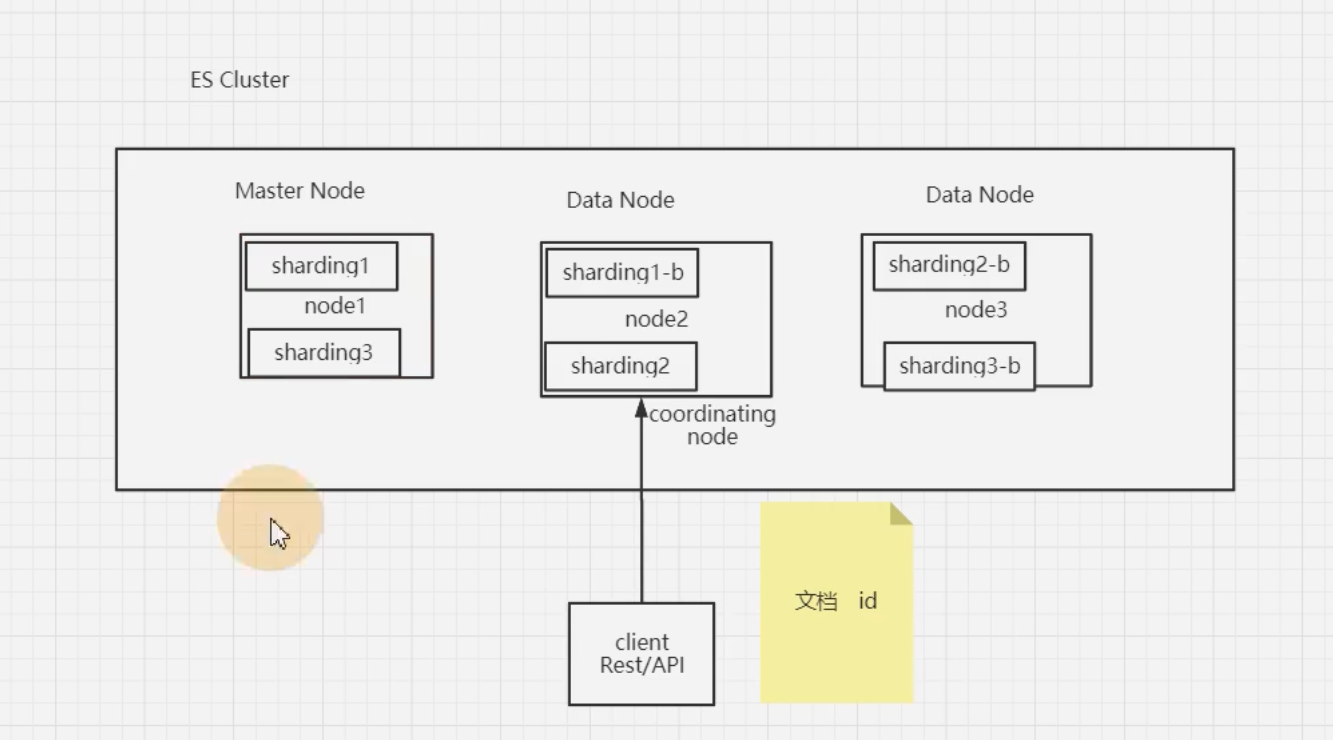 ES Cluster
Master Node
Data Node
Data Node
sharding1
node1
sharding3
sharding1-b
node2
sharding2
sharding2-b
node3
sharding3-b
coordinating
node
client
Rest/API
文档 id